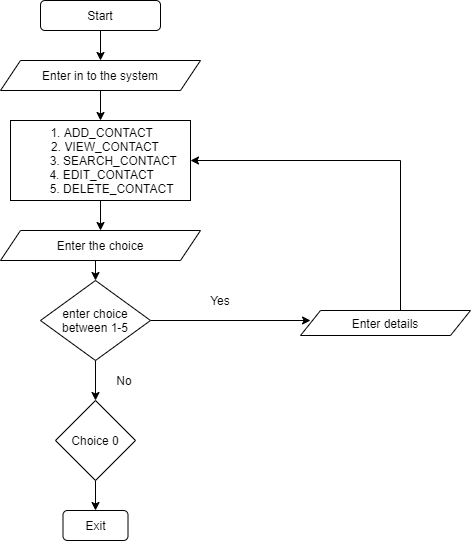 Start
Enter in to the system
1. ADD_CONTACT
2. VIEW_CONTACT
3. SEARCH_CONTACT
4. EDIT_CONTACT
5. DELETE_CONTACT
Enter the choice
enter choice
between 1-5
Yes
Enter details
No
Choice 0
Exit